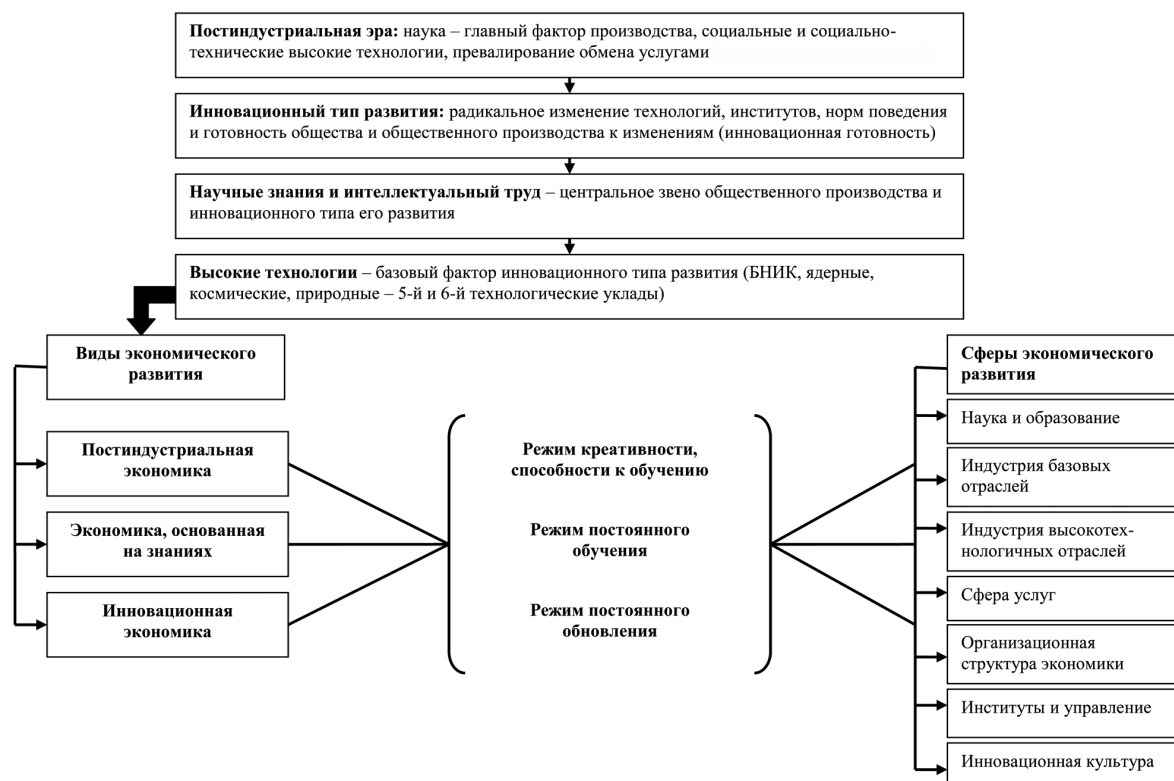 Постиндустриальная эра: наука – главный фактор производства, социальные и социально-
технические высокие технологии, превалирование обмена услугами
Инновационный тип развития: радикальное изменение технологий, институтов, норм поведения
и готовность общества и общественного производства к изменениям (инновационная готовность)
Научные знания и интеллектуальный труд – центральное звено общественного производства и
инновационного типа его развития
Высокие технологии – базовый фактор инновационного типа развития (БНИК, ядерные,
космические, природные – 5-й и 6-й технологические уклады)
Виды экономического
развития
Постиндустриальная
экономика
Экономика, основанная
на знаниях
Инновационная
экономика
Режим креативности,
способности к обучению
Режим постоянного
обучения
Режим постоянного
обновления
Сферы экономического
развития
Наука и образование
Индустрия базовых
отраслей
Индустрия высокотех-
нологичных отраслей
Сфера услуг
Организационная
структура экономики
Институты и управление
Инновационная культура